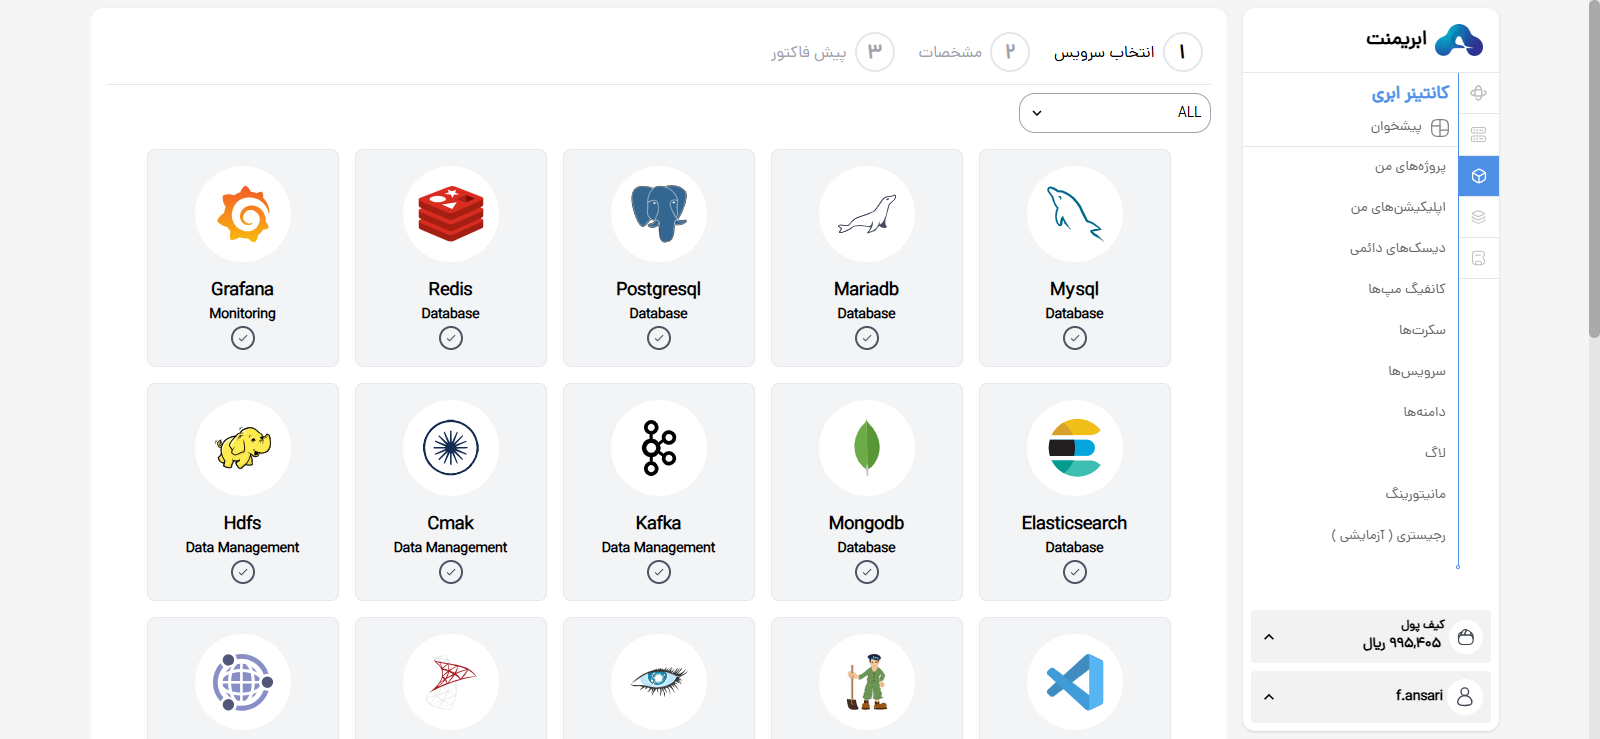 ابریمنت
کانتینر ابری
پیشخوان
پروژه‌های من
اپلیکیشن‌های من
دیسک‌های دائمی
کانفیگ مپ‌ها
سکرت‌ها
سرویس‌ها
دامنه‌ها
لاگ
مانیتورینگ
رجیستری ( آزمایشی )
کیف پول
۹۹۵,۴۰۵ ریال
f.ansari
۱ انتخاب سرویس ۲ مشخصات ۳ پیش فاکتور
ALL
Mysql
Database
Mariadb
Database
Postgresql
Database
Redis
Database
Grafana
Monitoring
Elasticsearch
Database
Mongodb
Database
Kafka
Data Management
Cmak
Data Management
Hdfs
Data Management